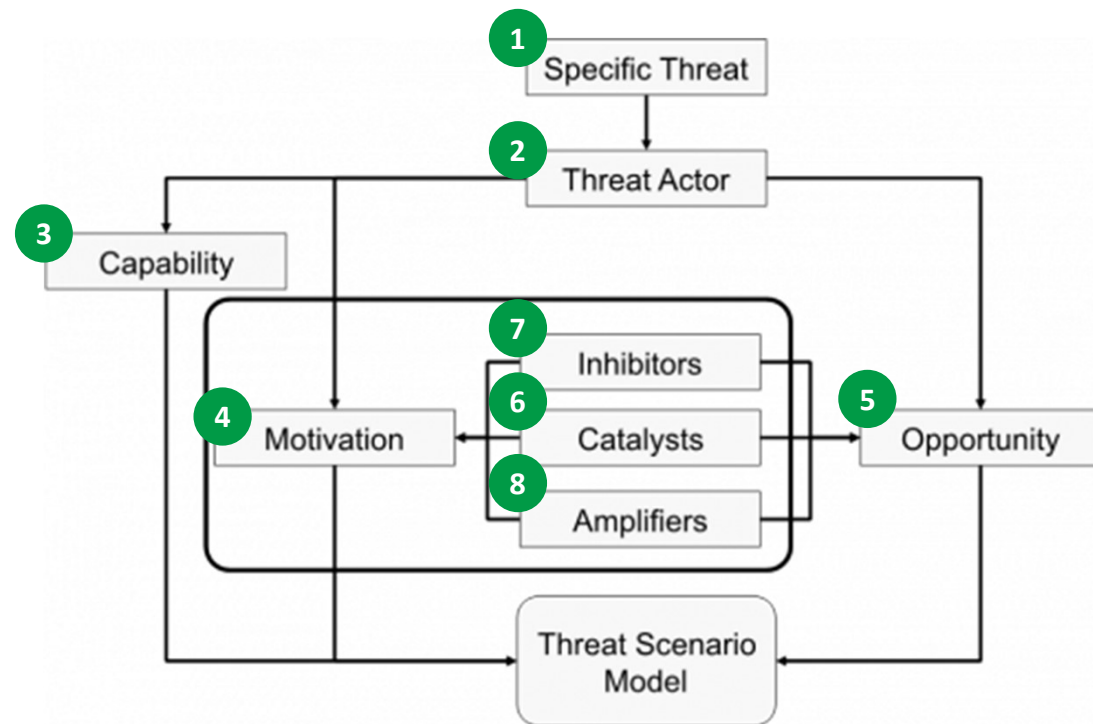 1
Specific Threat
2
Threat Actor
3
Capability
7
Inhibitors
4
Motivation
6
Catalysts
5
Opportunity
8
Amplifiers
Threat Scenario
Model